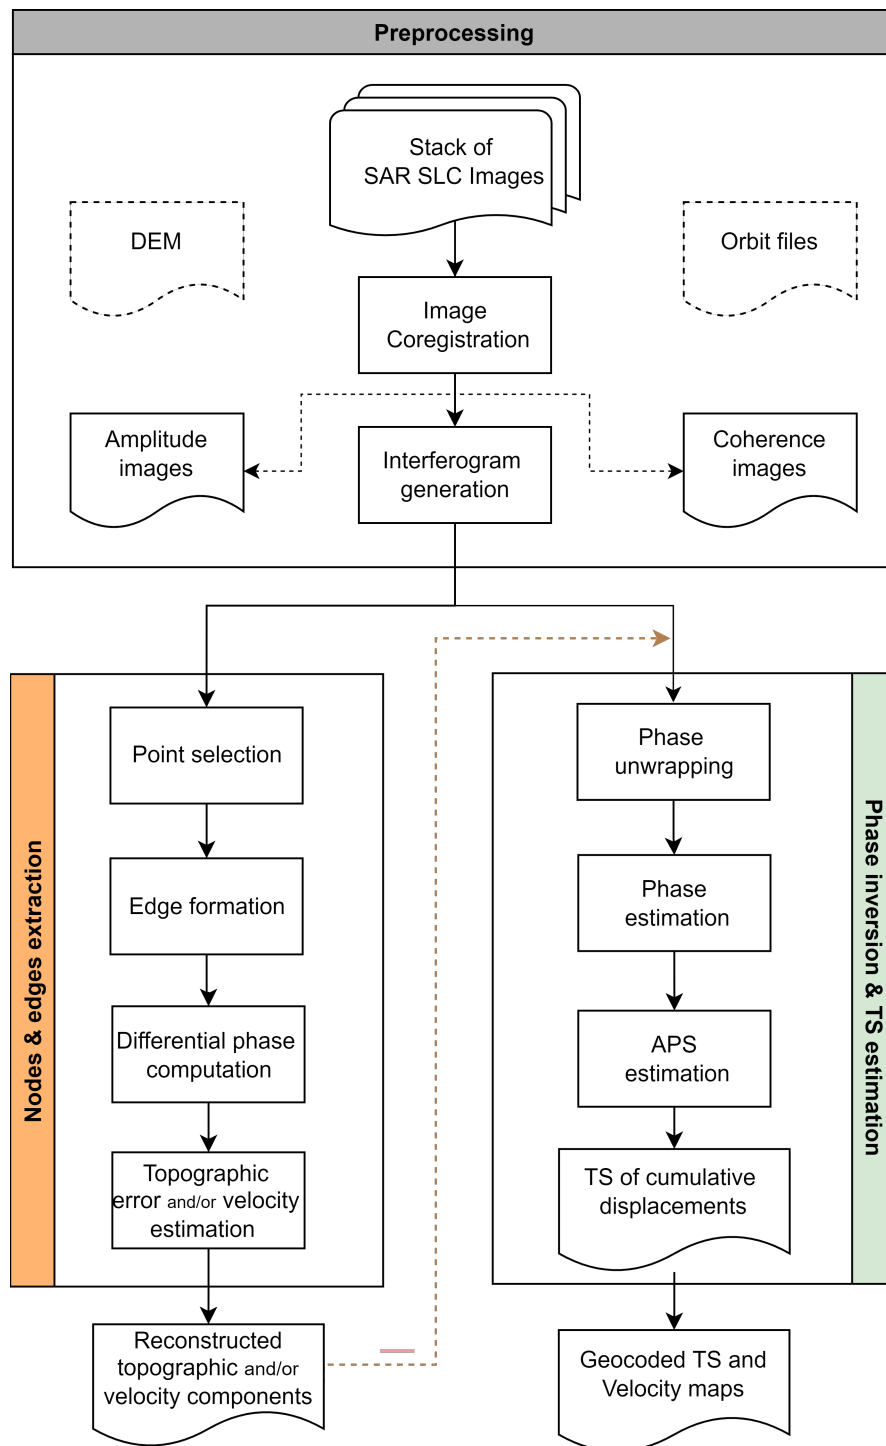 Preprocessing
Stack of
SAR SLC Images
DEM
Orbit files
Image
Coregistration
Amplitude
images
Interferogram
generation
Coherence
images
Nodes & edges extraction
Point selection
Edge formation
Differential phase
computation
Topographic
error and/or velocity
estimation
Reconstructed
topographic and/or
velocity components
Phase
unwrapping
Phase
estimation
APS
estimation
TS of cumulative
displacements
Phase inversion & TS estimation
Geocoded TS and
Velocity maps